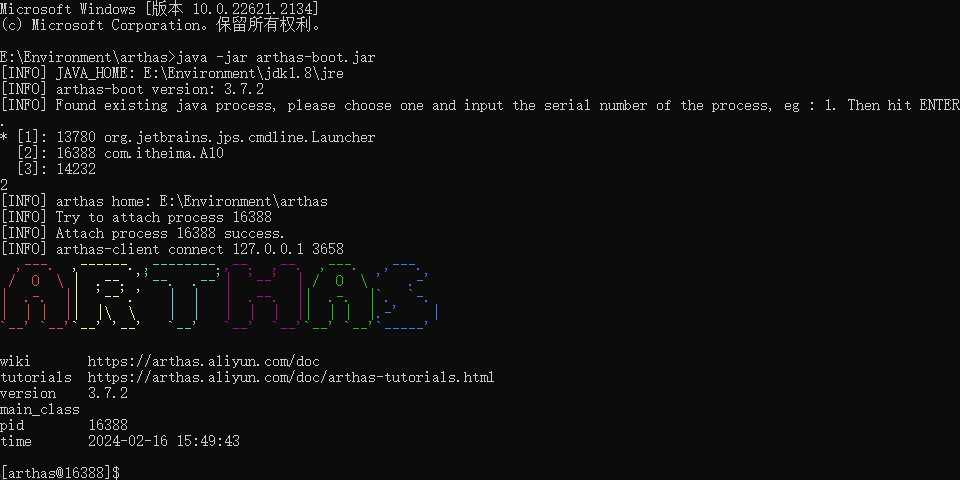 Microsoft Windows [版本 10.0.22621.2134]
(c) Microsoft Corporation。保留所有权利。
E:\Environment\arthas>java -jar arthas-boot.jar
[INFO] JAVA_HOME: E:\Environment\jdk1.8\jre
[INFO] arthas-boot version: 3.7.2
[INFO] Found existing java process, please choose one and input the serial number of the process, eg : 1. Then hit ENTER
.
* [1]: 13780 org.jetbrains.jps.cmdline.Launcher
[2]: 16388 com.itheima.A10
[3]: 14232
2
[INFO] arthas home: E:\Environment\arthas
[INFO] Try to attach process 16388
[INFO] Attach process 16388 success.
[INFO] arthas-client connect 127.0.0.1 3658
ARTHAS
wiki https://arthas.aliyun.com/doc
tutorials https://arthas.aliyun.com/doc/arthas-tutorials.html
version 3.7.2
main_class
pid 16388
time 2024-02-16 15:49:43
[arthas@16388]$